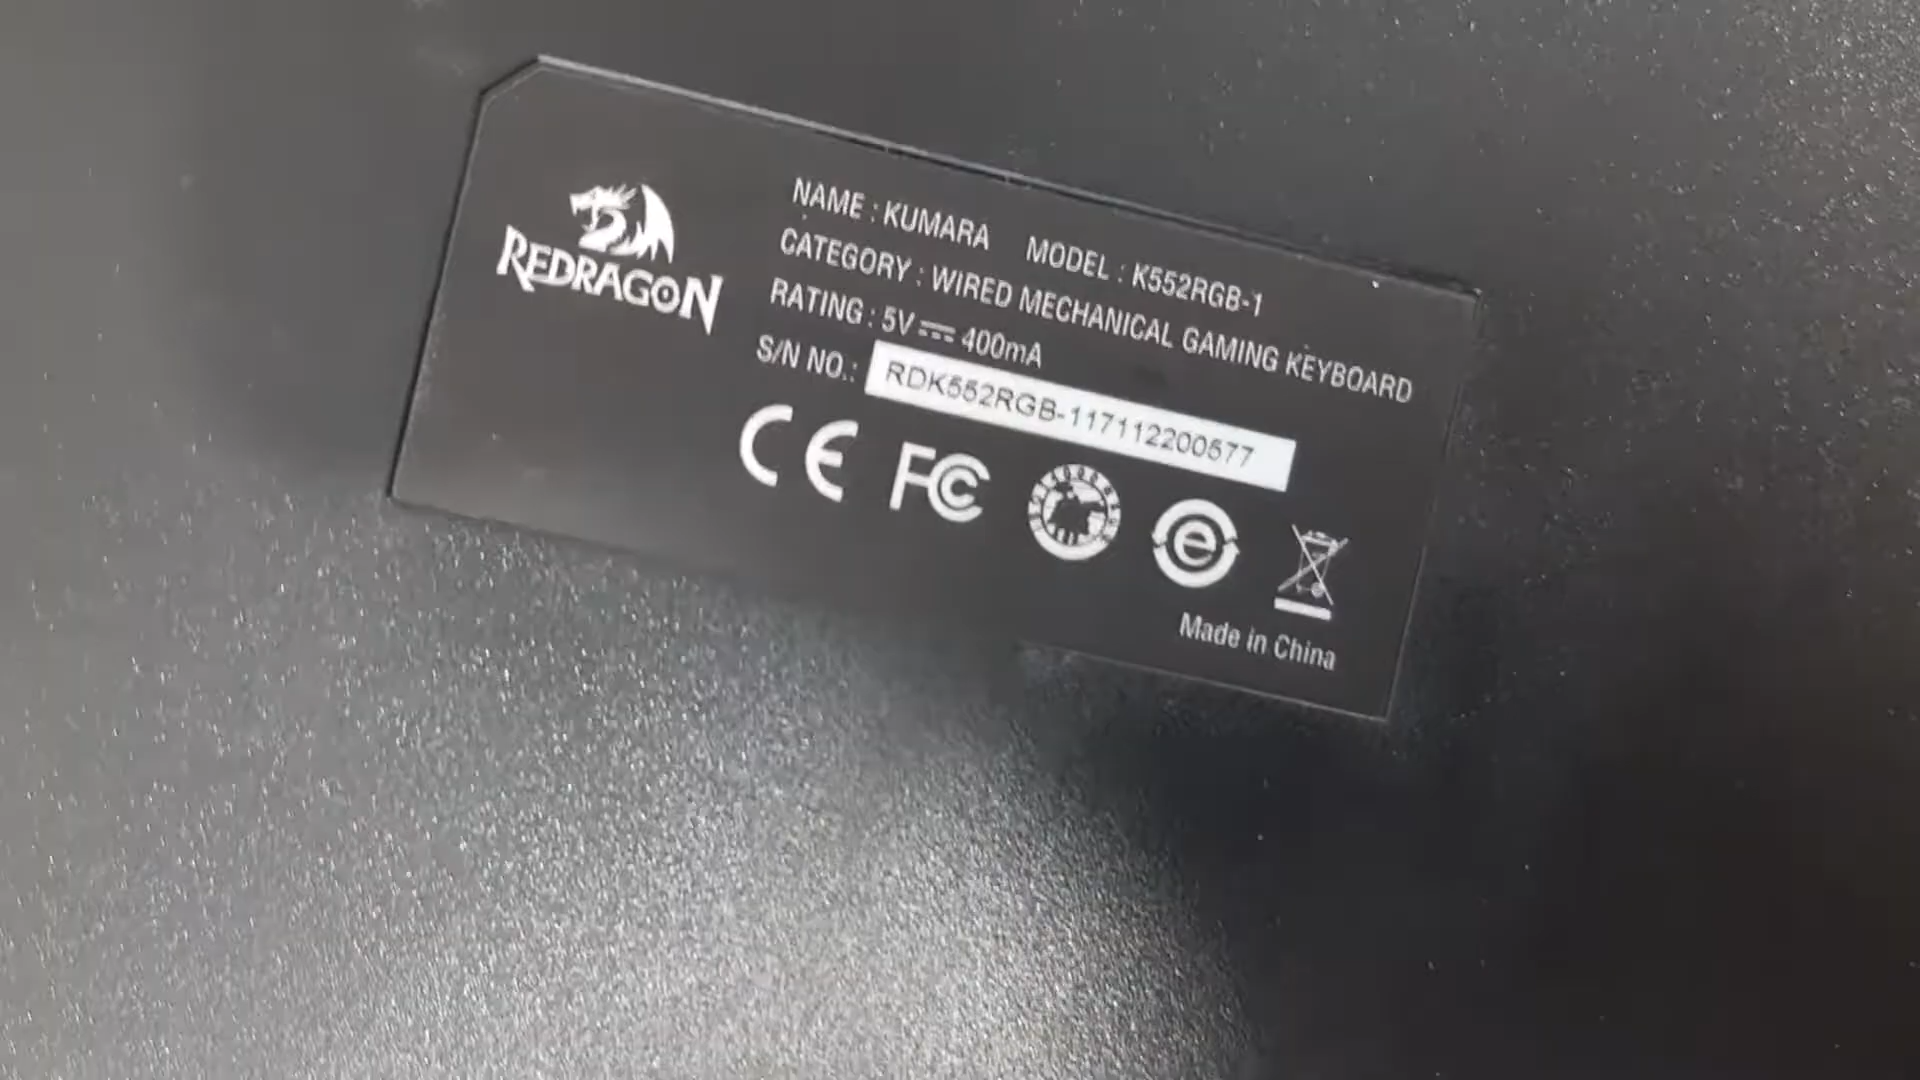 REDRAGON
NAME : KUMARA MODEL : K552RGB-1
CATEGORY : WIRED MECHANICAL GAMING KEYBOARD
RATING : 5V⎓400mA
S/N NO.: RDK552RGB-117112200577
CE FC
e
Made in China